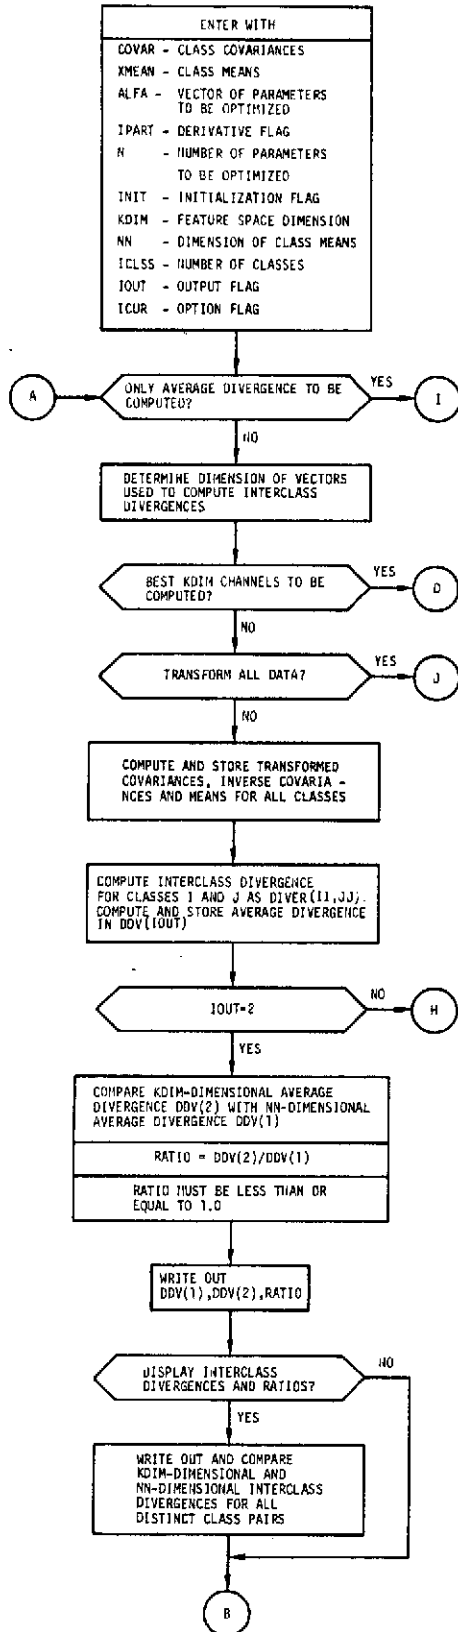 ENTER WITH
COVAR - CLASS COVARIANCES
XMEAN - CLASS MEANS
ALFA - VECTOR OF PARAMETERS
TO BE OPTIMIZED
IPART - DERIVATIVE FLAG
N - NUMBER OF PARAMETERS
TO BE OPTIMIZED
INIT - INITIALIZATION FLAG
KDIM - FEATURE SPACE DIMENSION
NN - DIMENSION OF CLASS MEANS
ICLSS - NUMBER OF CLASSES
IOUT - OUTPUT FLAG
ICUR - OPTION FLAG
A
ONLY AVERAGE DIVERGENCE TO BE
COMPUTED?
YES
I
NO
DETERMINE DIMENSION OF VECTORS
USED TO COMPUTE INTERCLASS
DIVERGENCES
BEST KDIM CHANNELS TO BE
COMPUTED?
YES
D
NO
TRANSFORM ALL DATA?
YES
J
NO
COMPUTE AND STORE TRANSFORMED
COVARIANCES, INVERSE COVARIA -
NCES AND MEANS FOR ALL CLASSES
COMPUTE INTERCLASS DIVERGENCE
FOR CLASSES I AND J AS DIVER(II,JJ).
COMPUTE AND STORE AVERAGE DIVERGENCE
IN DDV(IOUT)
IOUT=2
NO
H
YES
COMPARE KDIM-DIMENSIONAL AVERAGE
DIVERGENCE DDV(2) WITH NN-DIMENSIONAL
AVERAGE DIVERGENCE DDV(1)
RATIO = DDV(2)/DDV(1)
RATIO MUST BE LESS THAN OR
EQUAL TO 1.0
WRITE OUT
DDV(1),DDV(2),RATIO
DISPLAY INTERCLASS
DIVERGENCES AND RATIOS?
NO
YES
WRITE OUT AND COMPARE
KDIM-DIMENSIONAL AND
NN-DIMENSIONAL INTERCLASS
DIVERGENCES FOR ALL
DISTINCT CLASS PAIRS
B